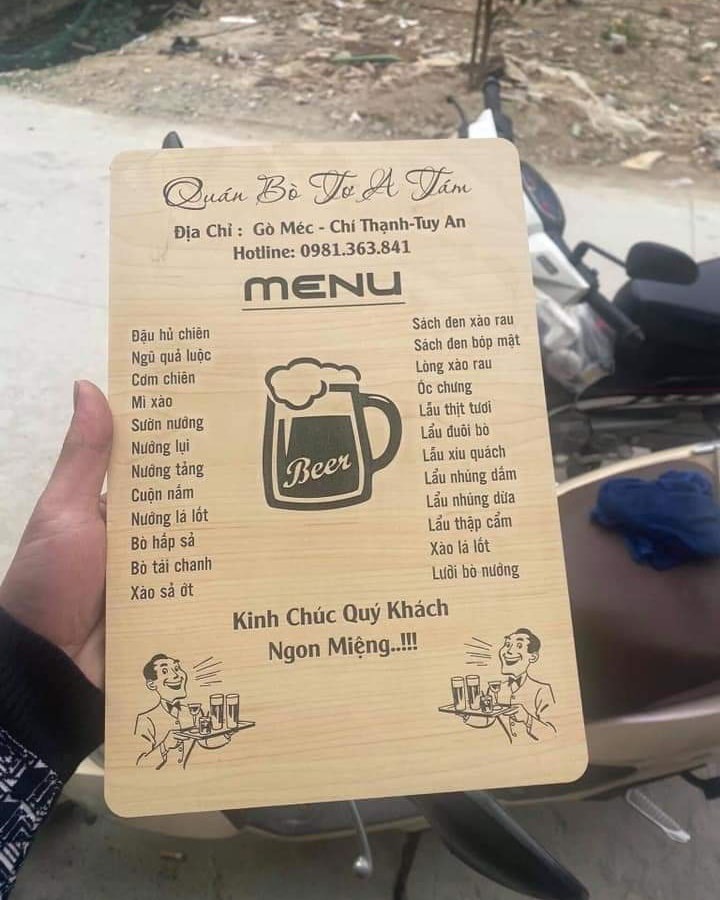 Quán Bò Tơ A Tám
Địa Chỉ : Gò Méc - Chí Thạnh-Tuy An
Hotline: 0981.363.841
MENU
Đậu hủ chiên
Ngũ quả luộc
Cơm chiên
Mì xào
Sườn nướng
Nướng lụi
Nướng tảng
Cuộn nấm
Nướng lá lốt
Bò hấp sả
Bò tái chanh
Xào sả ớt
Beer
Sách đen xào rau
Sách đen bóp mật
Lòng xào rau
Óc chưng
Lẩu thịt tươi
Lẩu đuôi bò
Lẩu xíu quách
Lẩu nhúng dấm
Lẩu nhúng dừa
Lẩu thập cẩm
Xào lá lốt
Lưỡi bò nướng
Kinh Chúc Quý Khách
Ngon Miệng..!!!